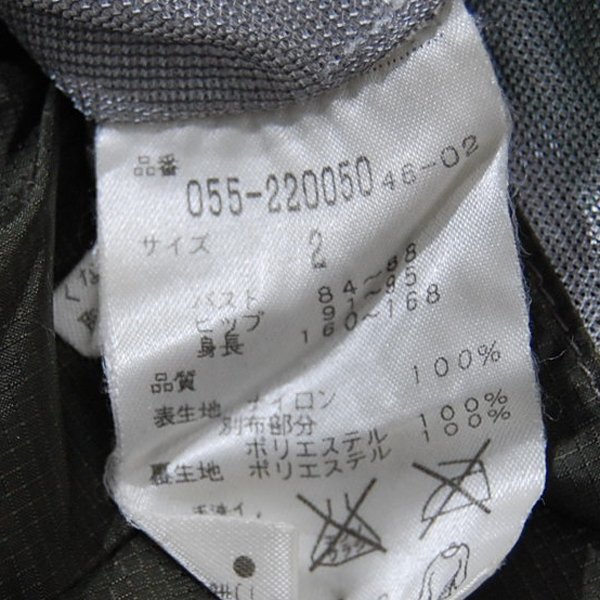 品番
055-220050 46-02
サイズ 2
バスト 84~88
ヒップ 91~95
身長 160~168
品質
表生地 ナイロン 100%
別布部分
ポリエステル 100%
裏生地 ポリエステル 100%